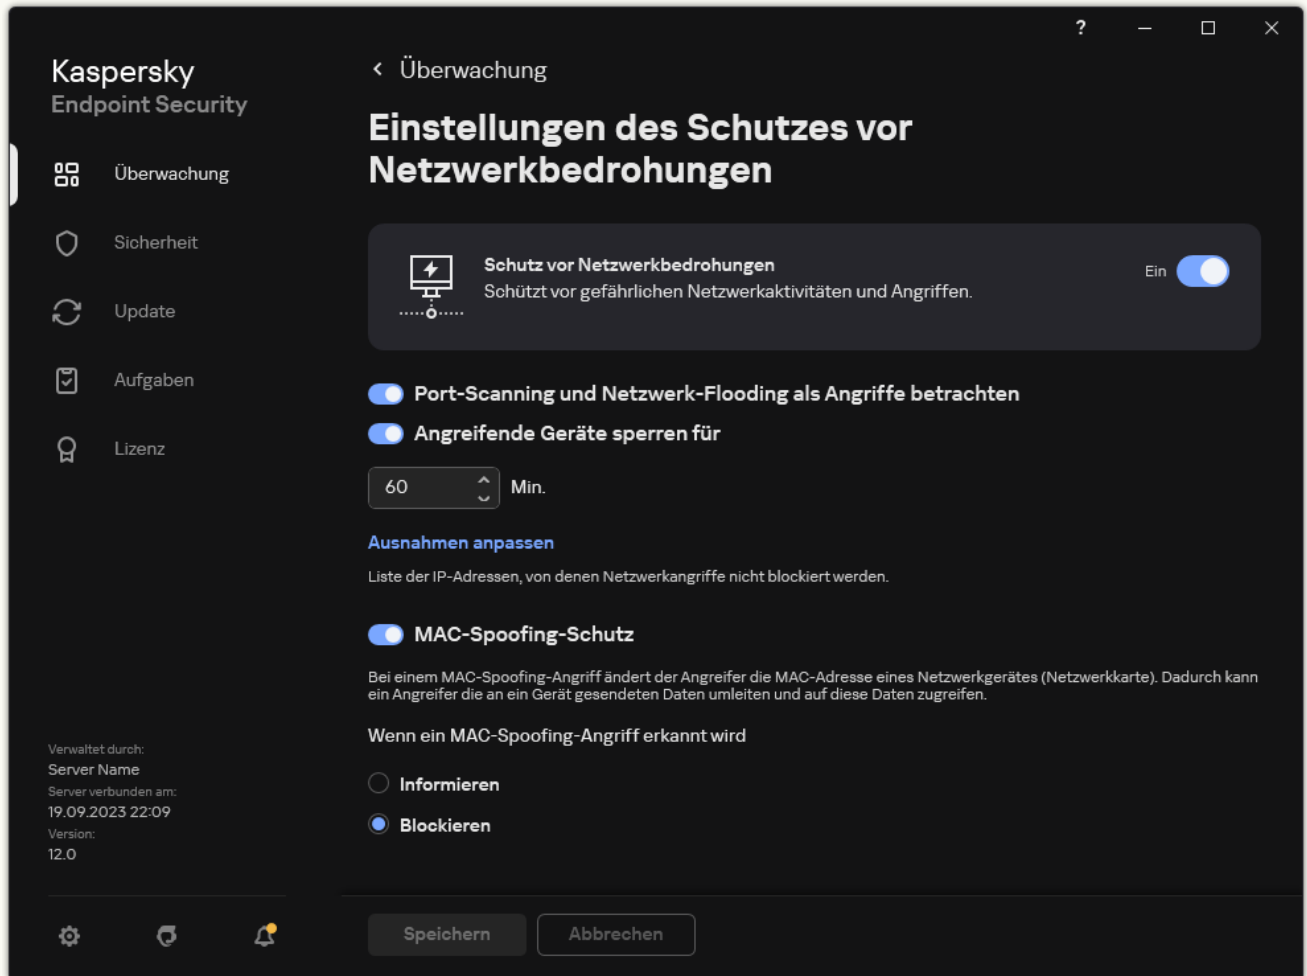 ?
Kaspersky
Endpoint Security
Überwachung
Sicherheit
Update
Aufgaben
Lizenz
Verwaltet durch:
Server Name
Server verbunden am:
19.09.2023 22:09
Version:
12.0
Überwachung
Einstellungen des Schutzes vor
Netzwerkbedrohungen
Schutz vor Netzwerkbedrohungen
Schützt vor gefährlichen Netzwerkaktivitäten und Angriffen.
Ein
Port-Scanning und Netzwerk-Flooding als Angriffe betrachten
Angreifende Geräte sperren für
60 Min.
Ausnahmen anpassen
Liste der IP-Adressen, von denen Netzwerkangriffe nicht blockiert werden.
MAC-Spoofing-Schutz
Bei einem MAC-Spoofing-Angriff ändert der Angreifer die MAC-Adresse eines Netzwerkgerätes (Netzwerkkarte). Dadurch kann
ein Angreifer die an ein Gerät gesendeten Daten umleiten und auf diese Daten zugreifen.
Wenn ein MAC-Spoofing-Angriff erkannt wird
Informieren
Blockieren
Speichern
Abbrechen